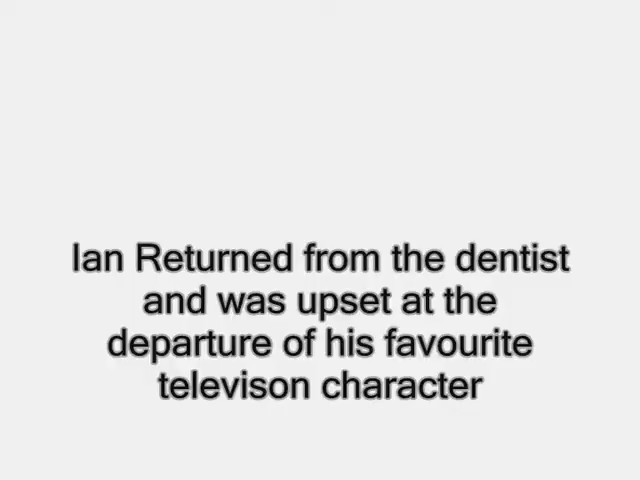 Ian Returned from the dentist
and was upset at the
departure of his favourite
televison character